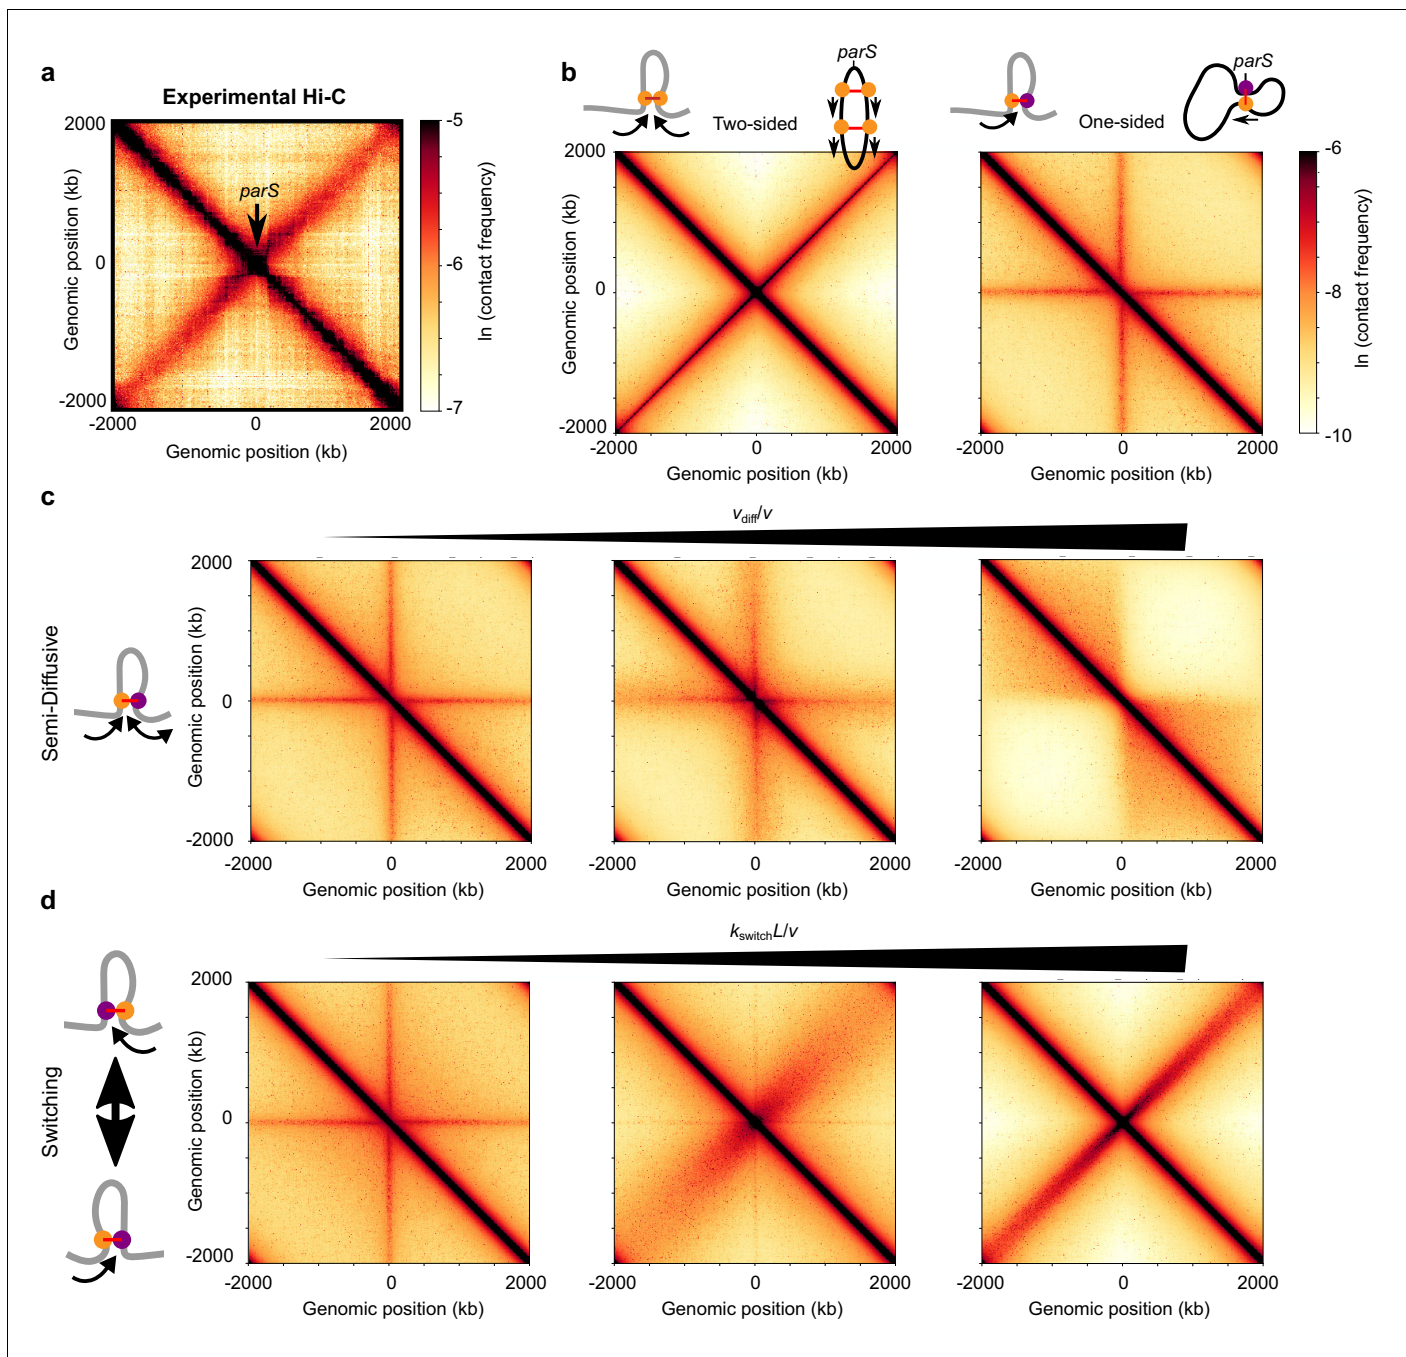 a
Experimental Hi-C
2000
0
-2000
Genomic position (kb)
parS
-2000
0
2000
Genomic position (kb)
-5
-6
-7
ln (contact frequency)
b
parS
Two-sided
2000
0
-2000
Genomic position (kb)
-2000
0
2000
Genomic position (kb)
parS
One-sided
-2000
0
2000
Genomic position (kb)
-6
-8
-10
ln (contact frequency)
c
v_diff/v
Semi-Diffusive
2000
0
-2000
Genomic position (kb)
-2000
0
2000
Genomic position (kb)
-2000
0
2000
Genomic position (kb)
-2000
0
2000
Genomic position (kb)
d
k_switchL/v
Switching
2000
0
-2000
Genomic position (kb)
-2000
0
2000
Genomic position (kb)
-2000
0
2000
Genomic position (kb)
-2000
0
2000
Genomic position (kb)